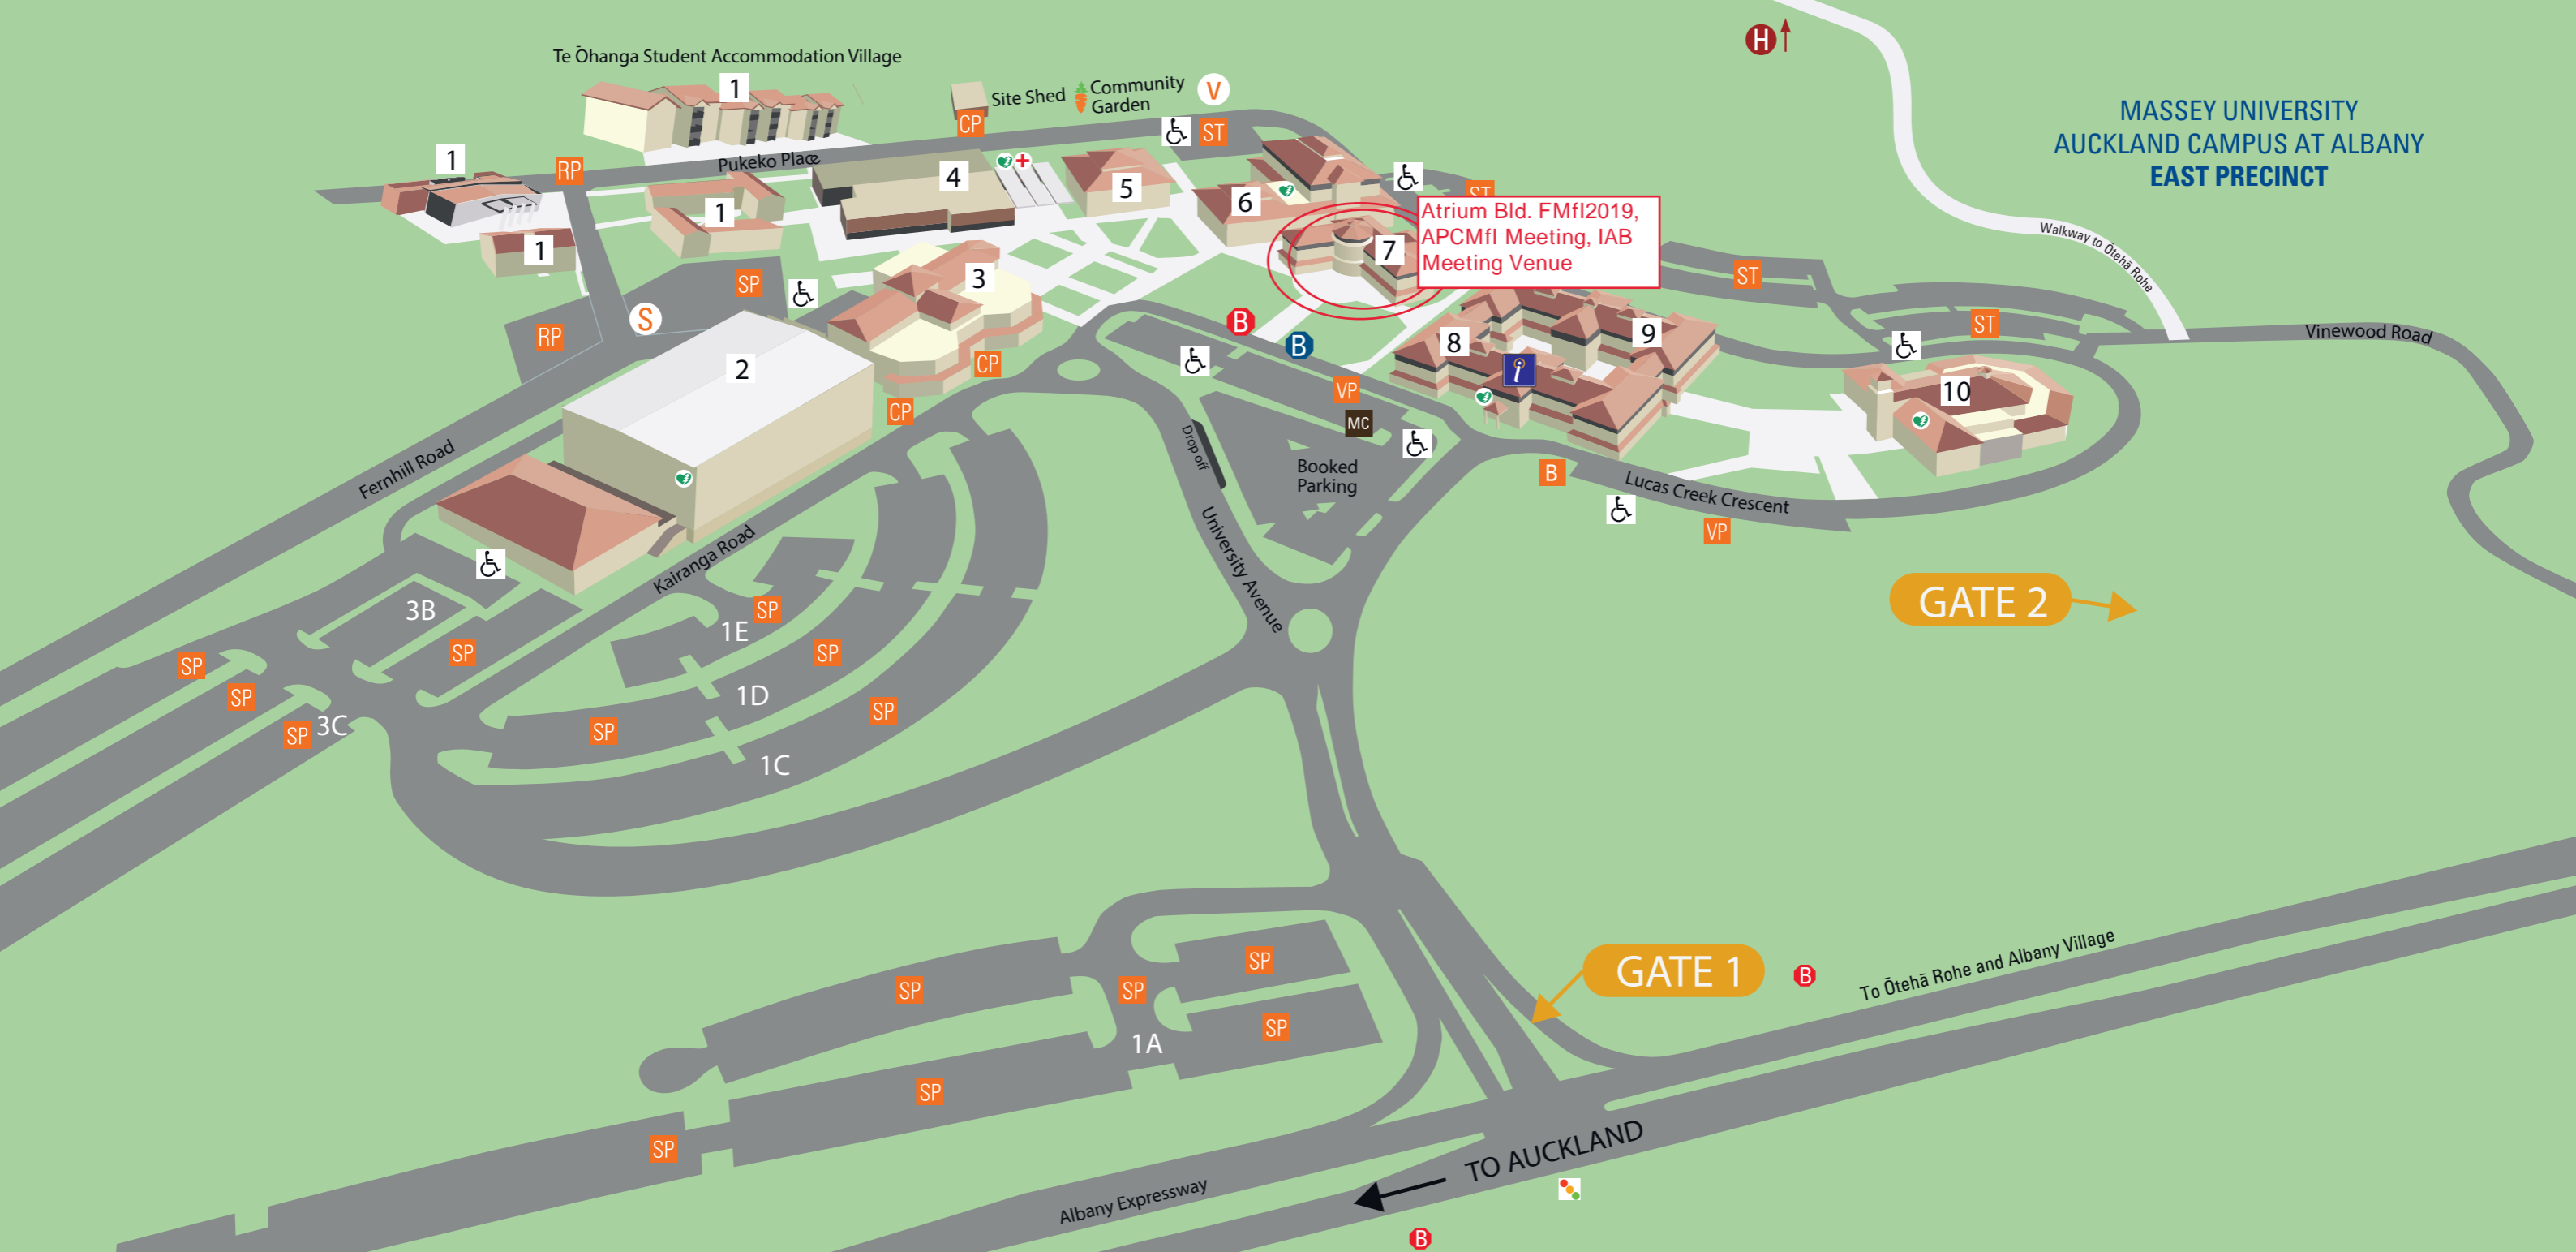 H
MASSEY UNIVERSITY
AUCKLAND CAMPUS AT ALBANY
EAST PRECINCT
Te Ōhanga Student Accommodation Village
1
Site Shed
Community
Garden
V
CP
ST
1
RP
Pukeko Place
4
5
6
ST
1
1
Atrium Bld. FMfI2019,
APCMfI Meeting, IAB
Meeting Venue
7
Walkway to Ōtehā Rohe
SP
3
ST
S
RP
B
B
8
9
ST
Vinewood Road
2
CP
CP
VP
MC
i
10
Drop off
Booked
Parking
B
Lucas Creek Crescent
VP
Fernhill Road
Kairanga Road
University Avenue
3B
SP
1E
SP
SP
GATE 2
SP
SP
SP
3C
1D
SP
SP
1C
SP
SP
SP
SP
1A
SP
SP
GATE 1
B
To Ōtehā Rohe and Albany Village
TO AUCKLAND
Albany Expressway
B